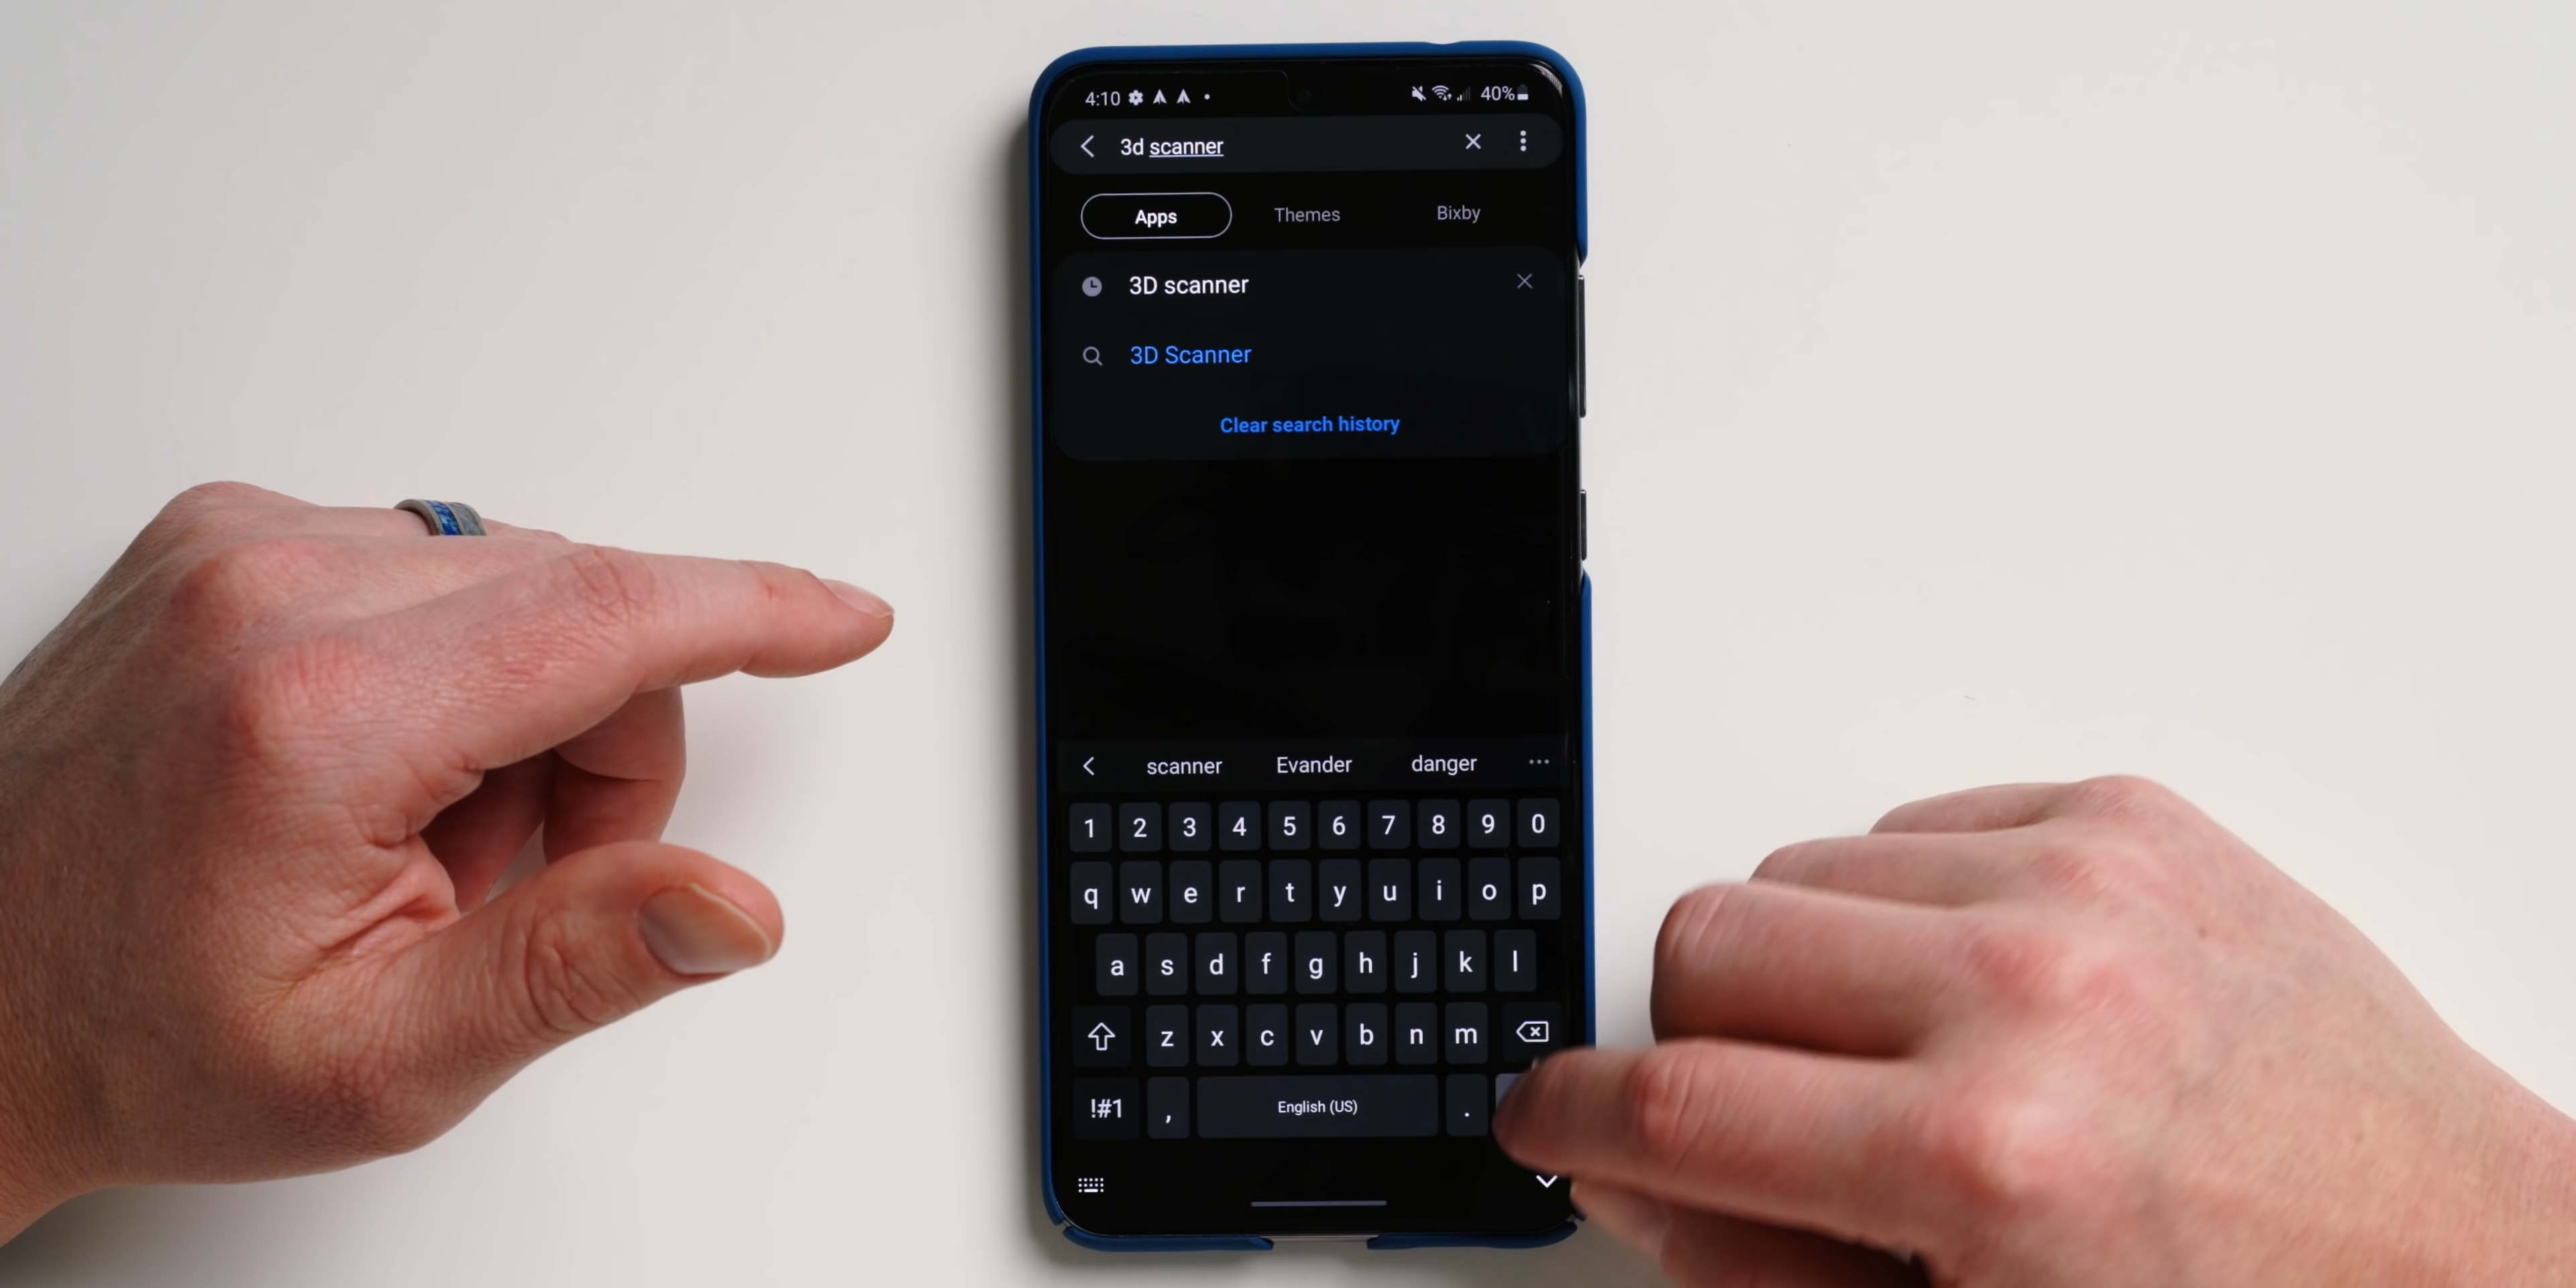 4:10 40%
3d scanner
Apps Themes Bixby
3D scanner
3D Scanner
Clear search history
scanner Evander danger
1 2 3 4 5 6 7 8 9 0
q w e r t y u i o p
a s d f g h j k l
z x c v b n m
!#1 , English (US) .